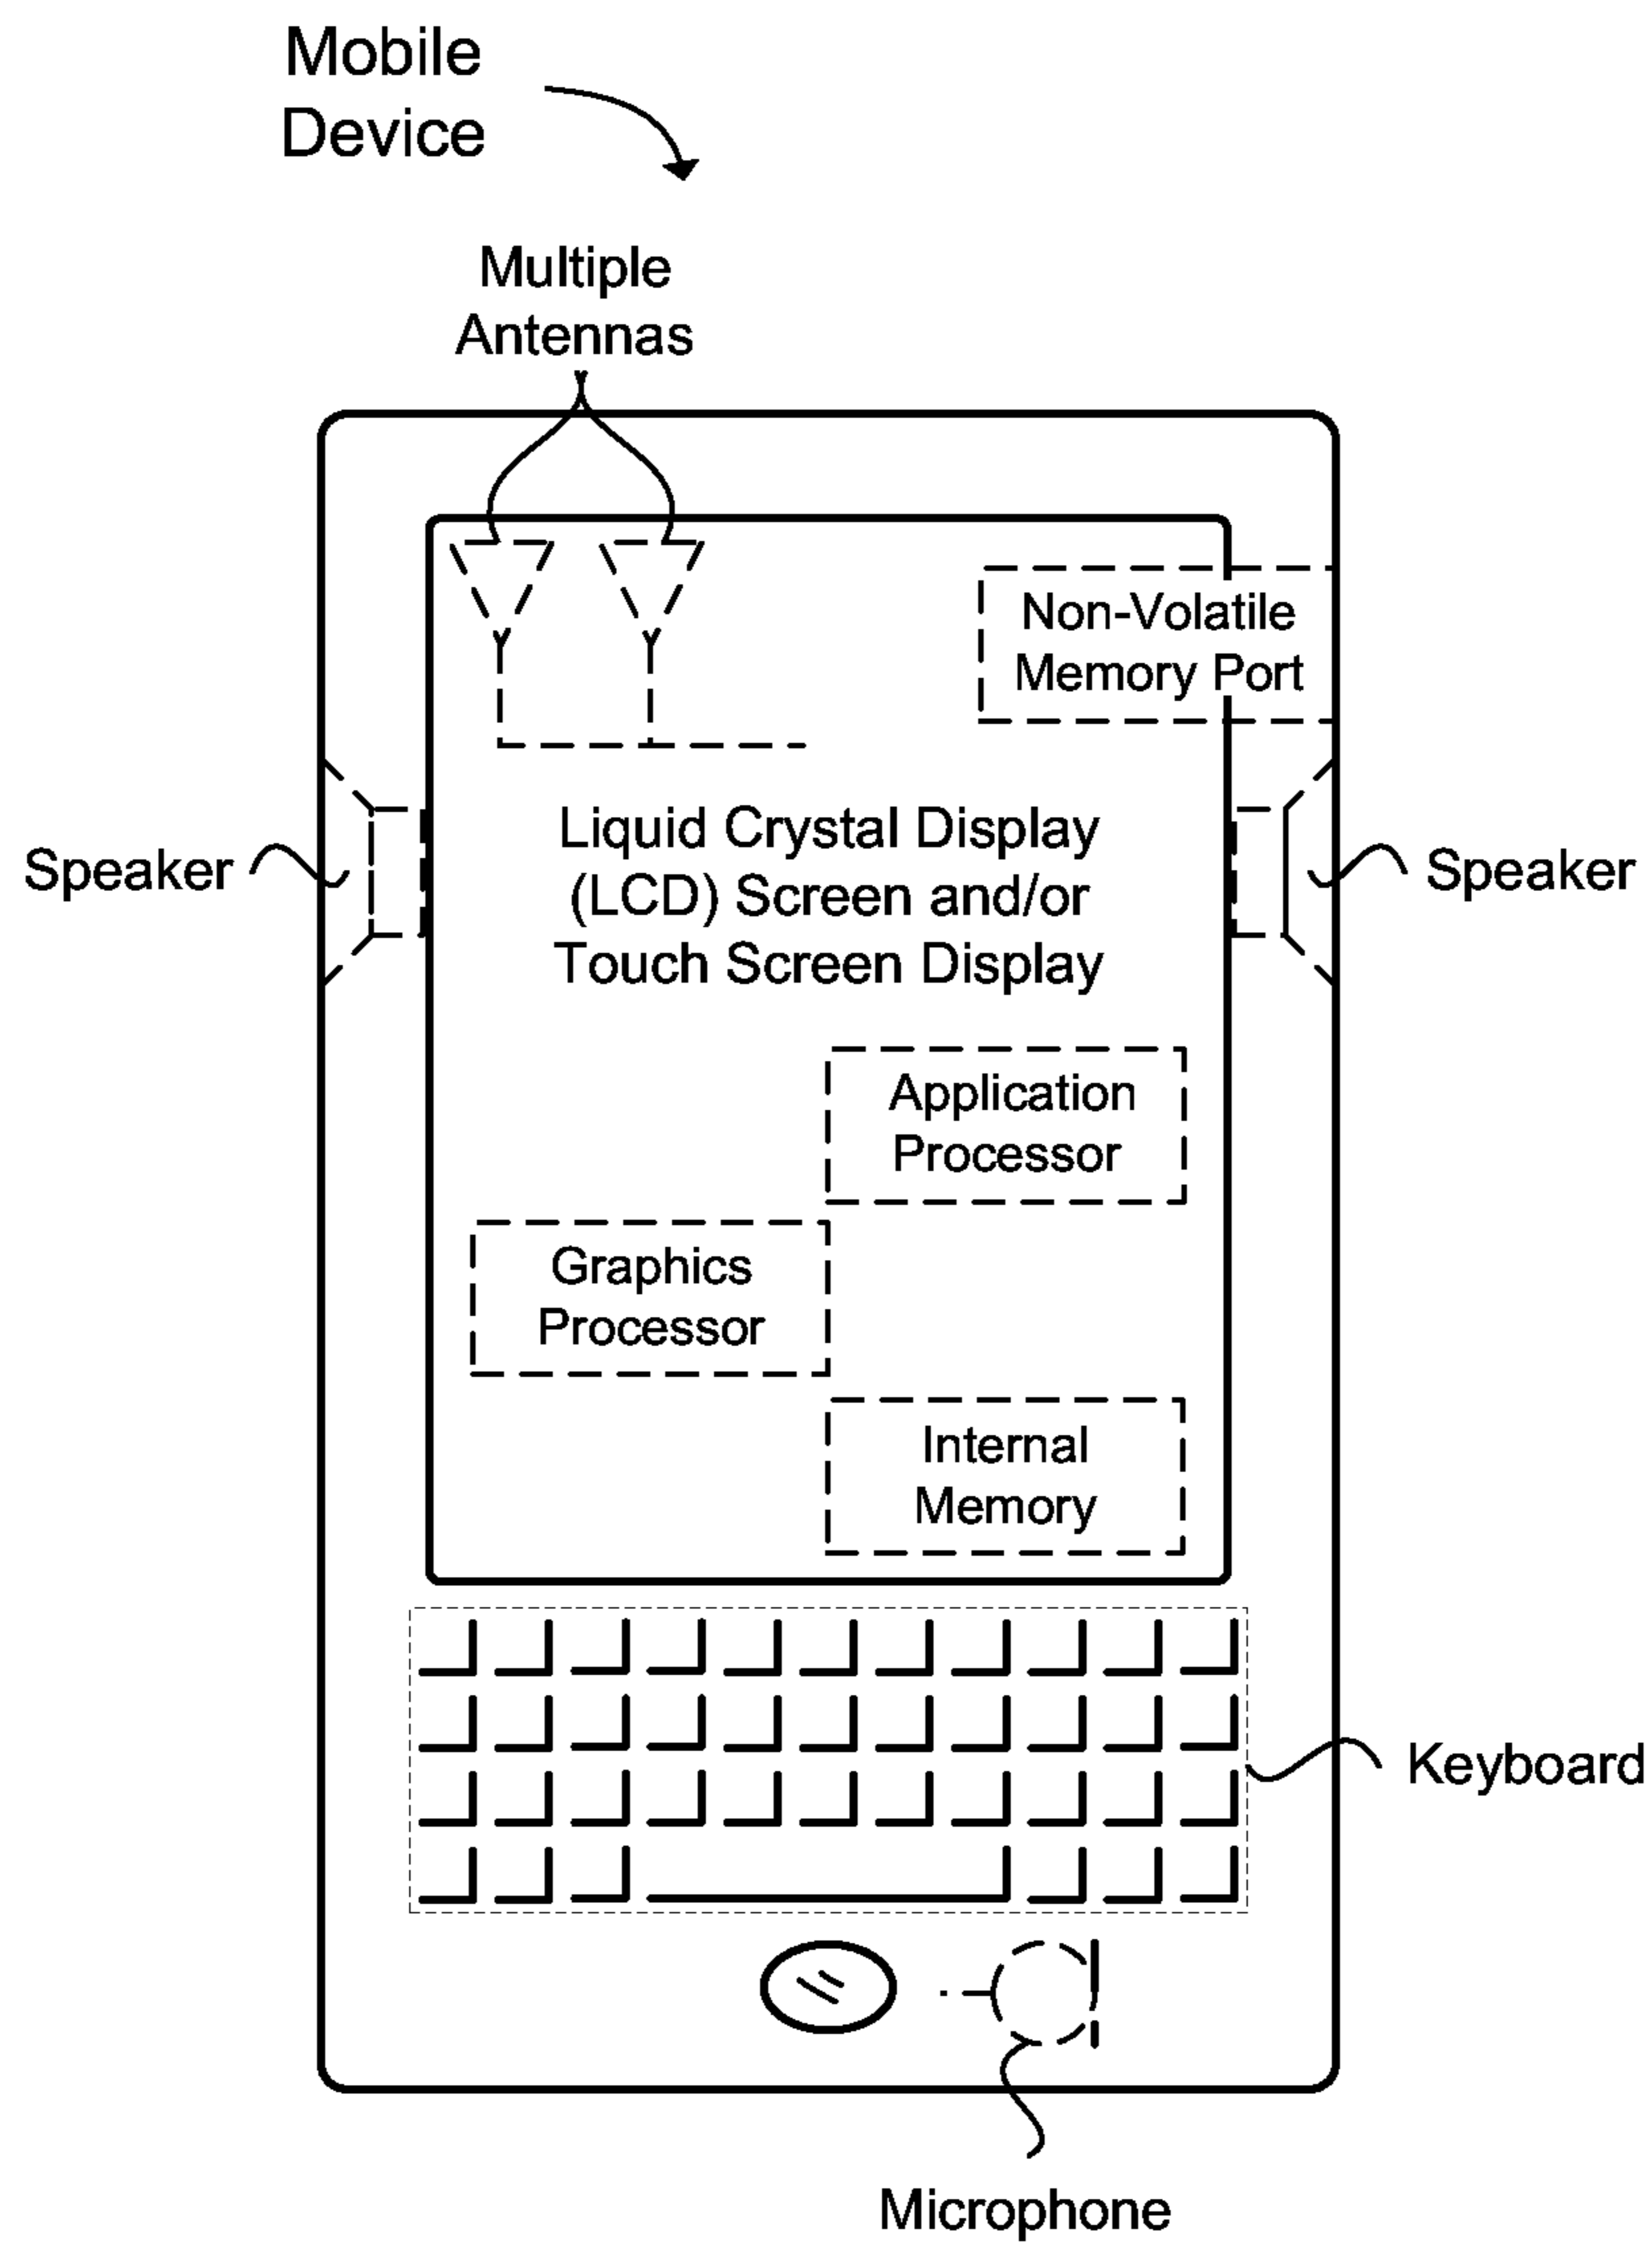 Mobile
Device
Multiple
Antennas
Non-Volatile
Memory Port
Liquid Crystal Display
(LCD) Screen and/or
Touch Screen Display
Speaker
Speaker
Application
Processor
Graphics
Processor
Internal
Memory
Keyboard
Microphone